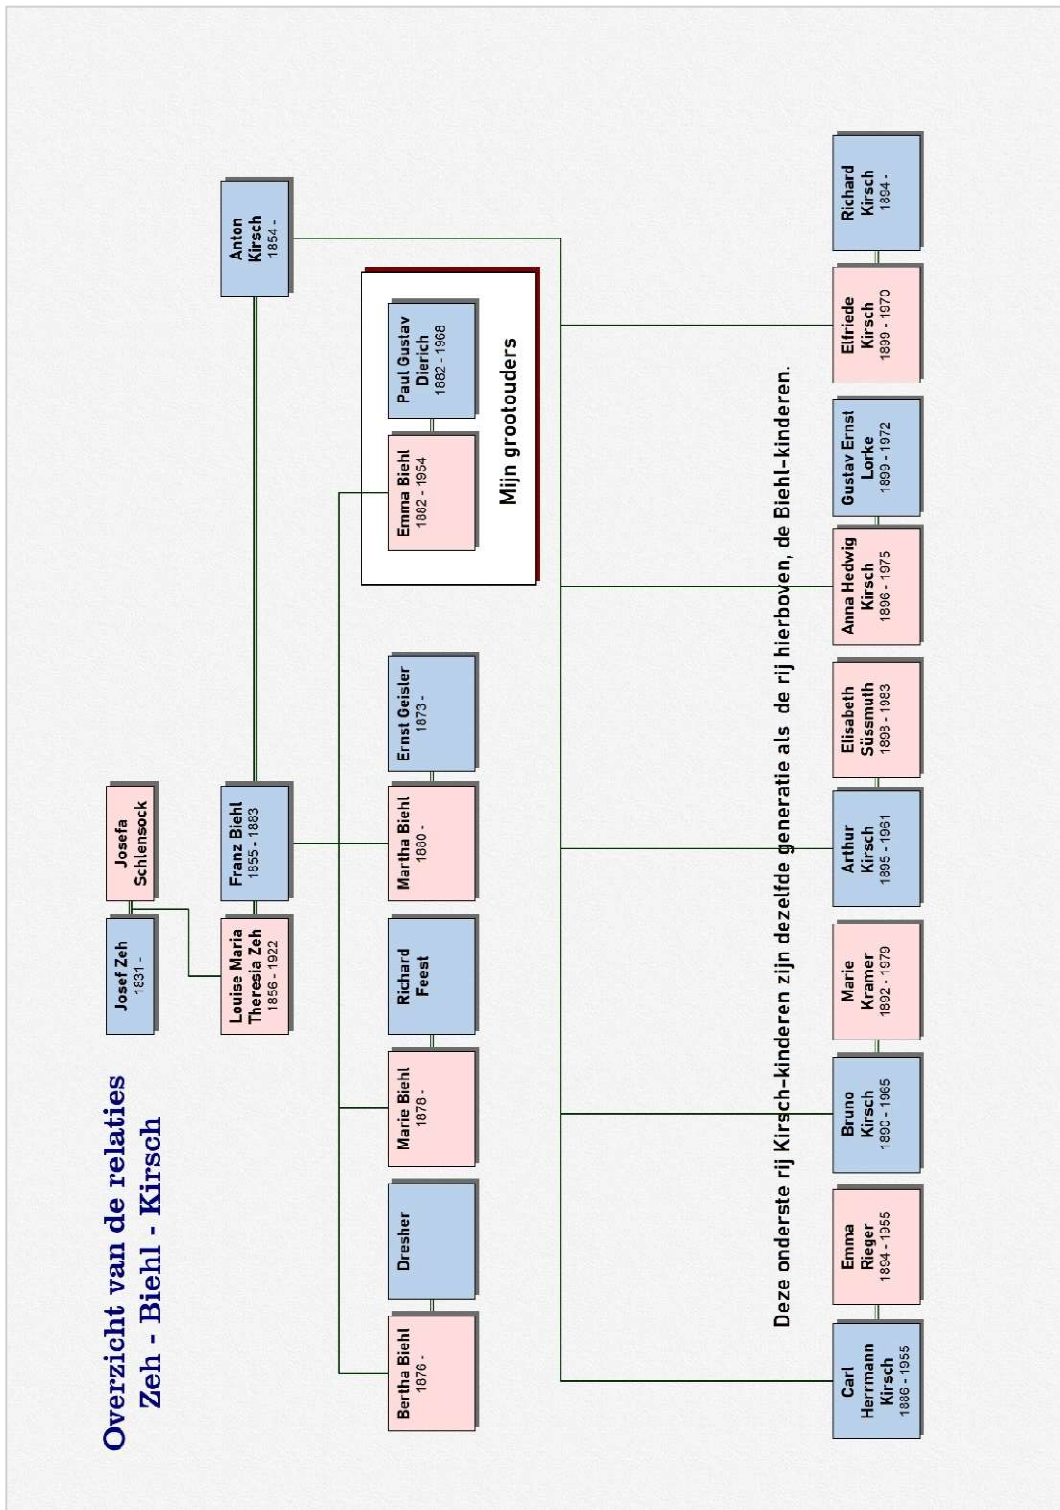 Overzicht van de relaties
Zeh - Biehl - Kirsch
Josef Zeh
1831 -
Josefa
Schlensock
Louise Maria
Theresia Zeh
1856 - 1922
Franz Biehl
1855 - 1883
Anton
Kirsch
1854 -
Bertha Biehl
1876 -
Dresher
Marie Biehl
1878 -
Richard
Feest
Martha Biehl
1880 -
Ernst Geisler
1873 -
Emma Biehl
1882 - 1954
Paul Gustav
Dierich
1882 - 1968
Mijn grootouders
Deze onderste rij Kirsch-kinderen zijn dezelfde generatie als de rij hierboven, de Biehl-kinderen.
Carl
Herrmann
Kirsch
1886 - 1955
Emma
Rieger
1894 - 1955
Bruno
Kirsch
1890 - 1965
Marie
Kramer
1892 - 1979
Arthur
Kirsch
1895 - 1961
Elisabeth
Süssmuth
1898 - 1983
Anna Hedwig
Kirsch
1896 - 1975
Gustav Ernst
Lorke
1899 - 1972
Elfriede
Kirsch
1899 - 1970
Richard
Kirsch
1894 -